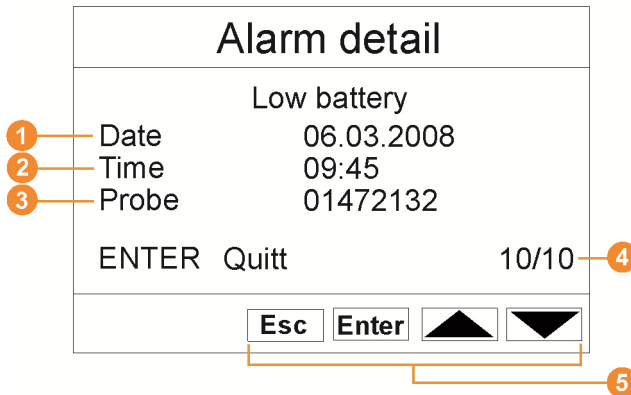 Alarm detail
Low battery
1 Date 06.03.2008
2 Time 09:45
3 Probe 01472132
ENTER Quitt 10/10 4
Esc Enter
5